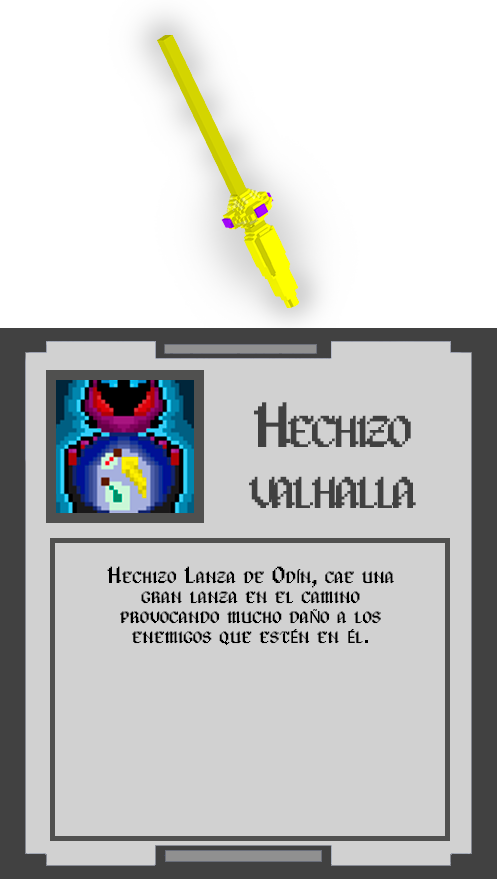 Hechizo
Valhalla
Hechizo Lanza de Odín, cae una
gran lanza en el camino
provocando mucho daño a los
enemigos que estén en él.